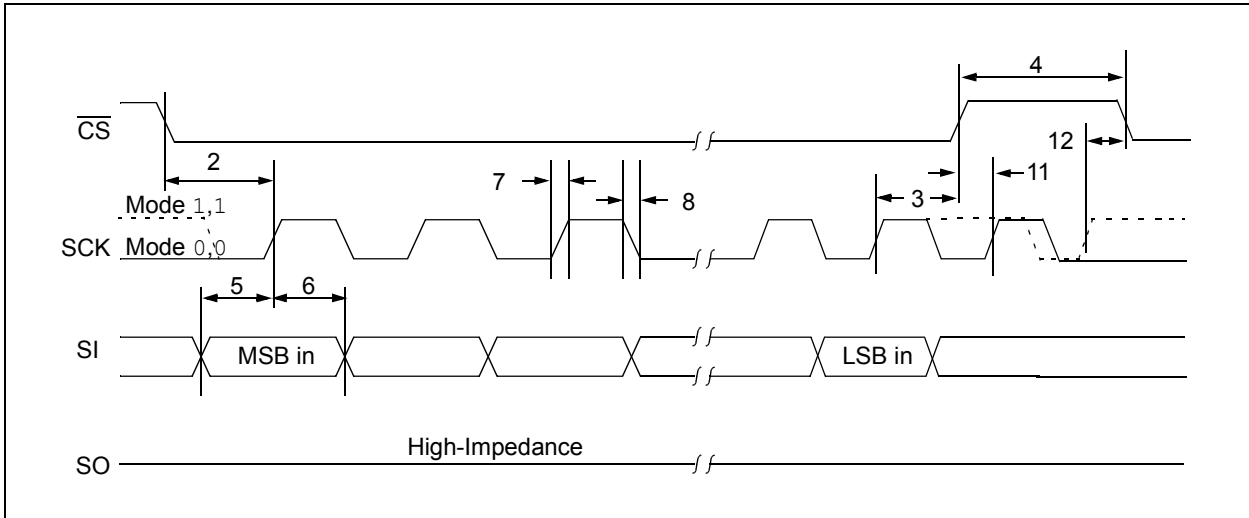 4
CS
12
2
7
8
3
11
Mode 1,1
SCK Mode 0,0
5
6
SI
MSB in
LSB in
High-Impedance
SO